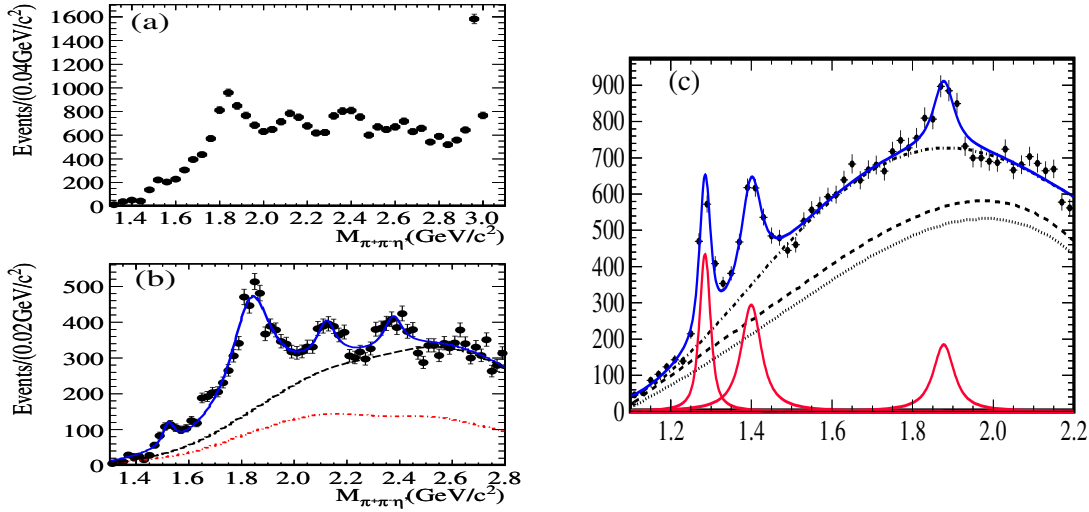 (a)
Events/(0.04GeV/c²)
1600
1400
1200
1000
800
600
400
200
0
1.4 1.6 1.8 2.0 2.2 2.4 2.6 2.8 3.0
Mπ⁺π⁻η′(GeV/c²)
(b)
Events/(0.02GeV/c²)
500
400
300
200
100
0
1.4 1.6 1.8 2.0 2.2 2.4 2.6 2.8
Mπ⁺π⁻η′(GeV/c²)
(c)
900
800
700
600
500
400
300
200
100
0
1.2 1.4 1.6 1.8 2.0 2.2